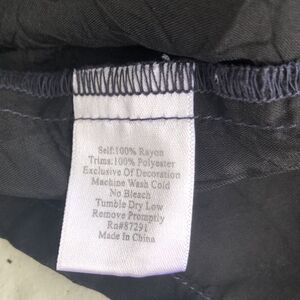 Self:100% Rayon
Trims:100% Polyester
Exclusive Of Decoration
Machine Wash Cold
No Bleach
Tumble Dry Low
Remove Promptly
Rn#87291
Made In China